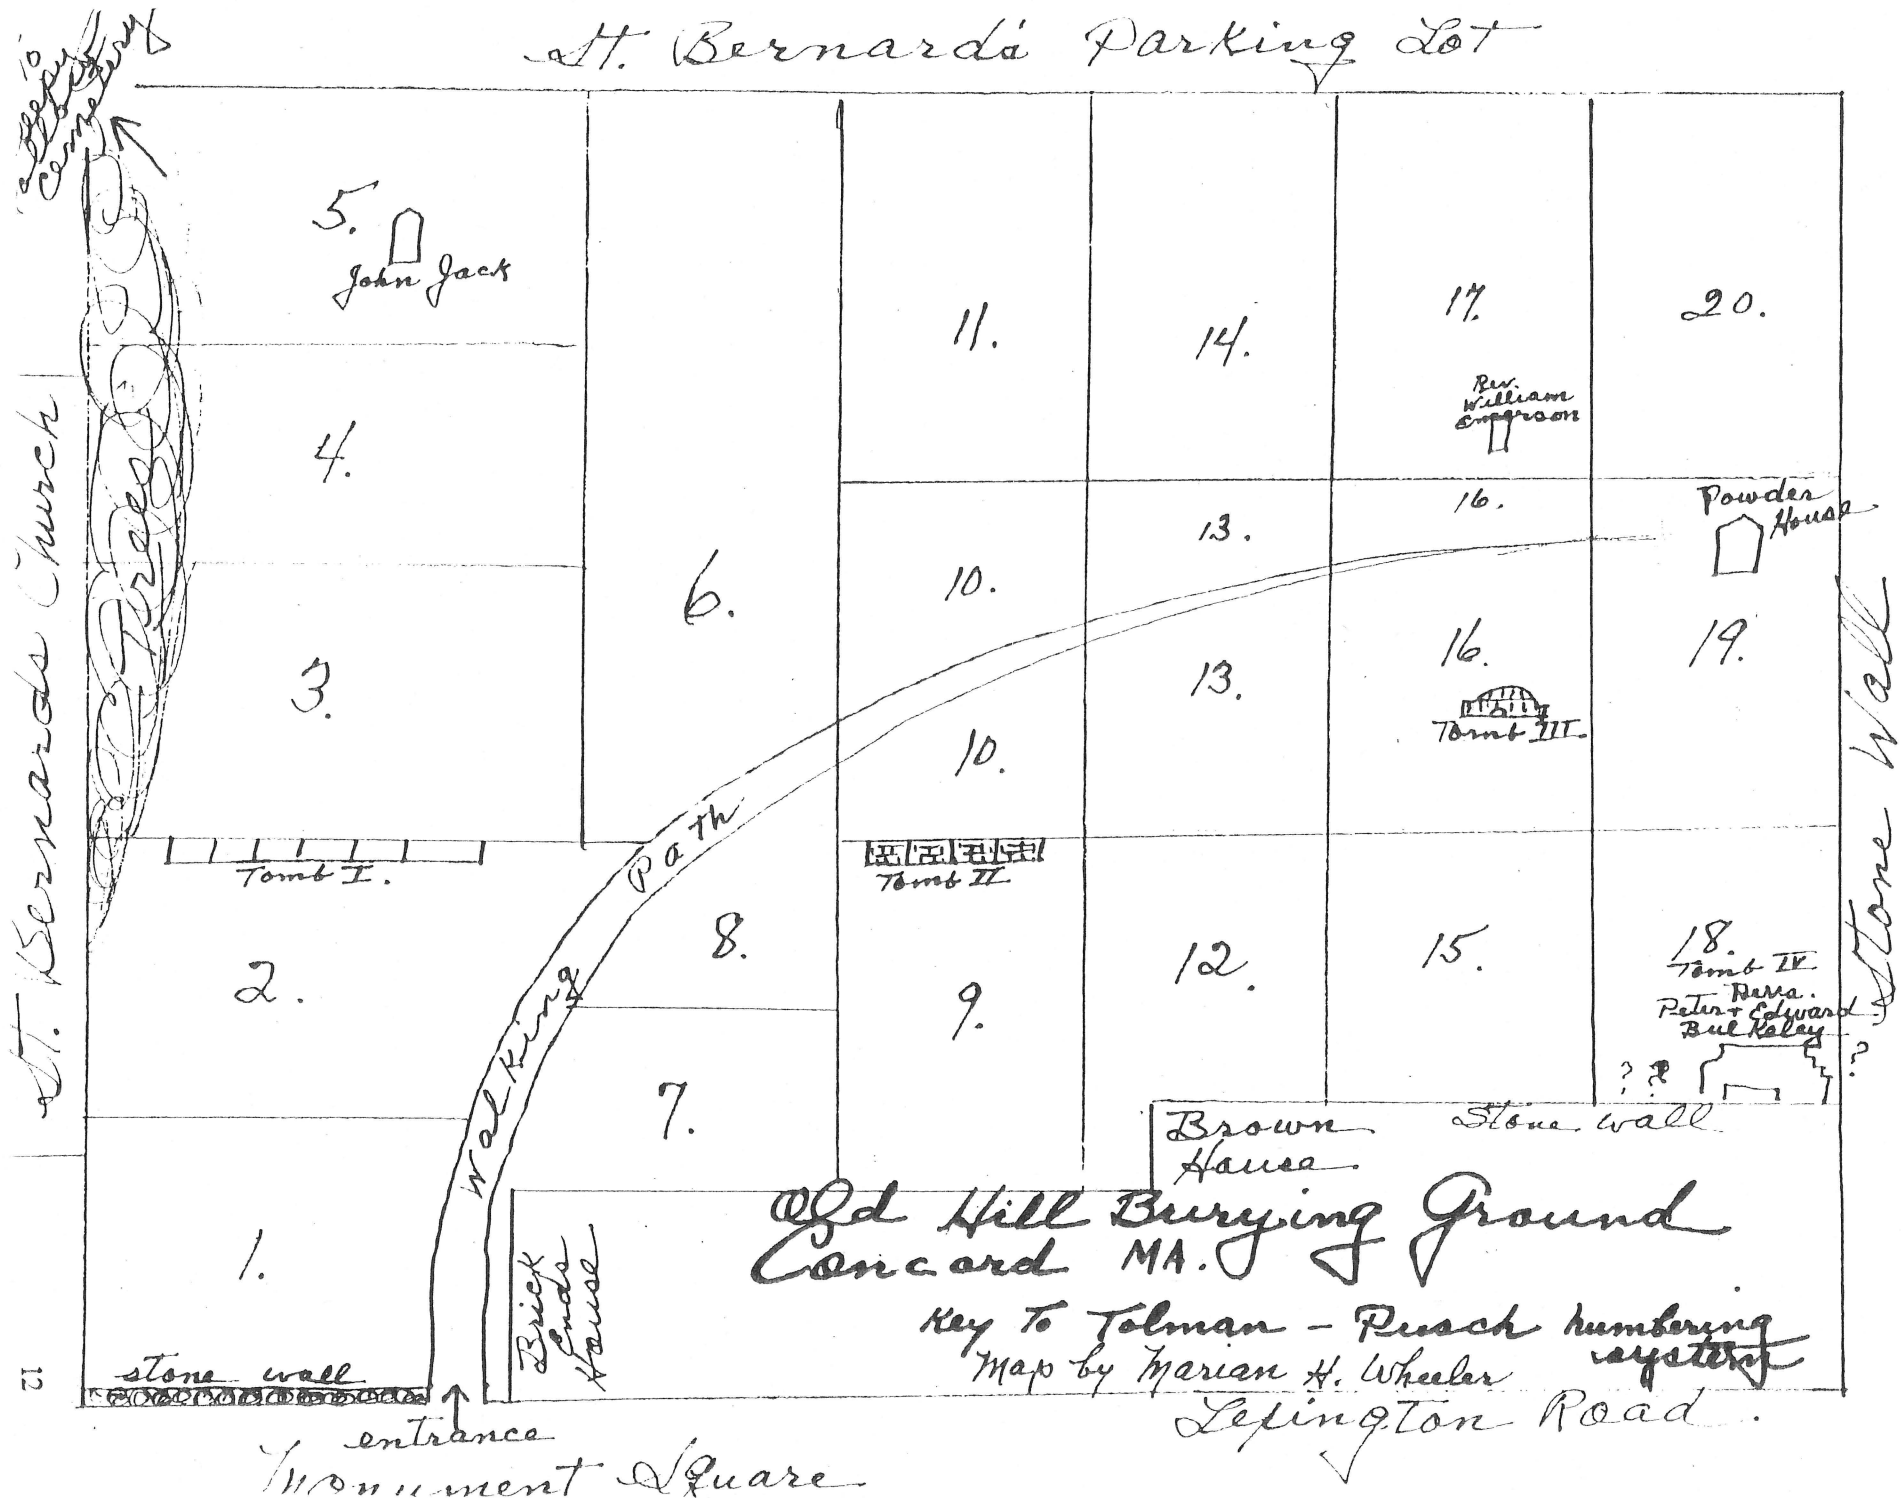 St. Bernard's Parking Lot
To
Sleepy
Hollow
Cemetery
5.
John Jack
4.
3.
Trees
St. Bernards Church
Tomb I.
2.
1.
stone wall
entrance
Monument Square
Walking Path
6.
8.
7.
11.
10.
10.
Tomb II
9.
14.
13.
13.
12.
17.
Rev.
William
Emerson
16.
16.
Tomb III.
15.
20.
Powder
House
19.
18.
Tomb IV
Revs.
Peter + Edward
Bulkeley
? ?
?
Stone Wall
Brown
House
Stone wall
Brick
Ends
House
Old Hill Burying Ground
Concord MA.
Key To Tolman - Pusch numbering
system
Map by Marian H. Wheeler
Lexington Road.
12